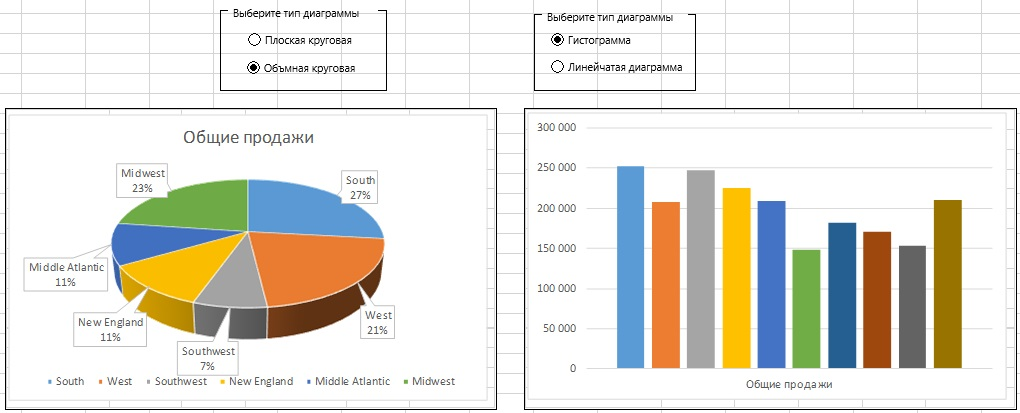 Выберите тип диаграммы
Плоская круговая
Объмная круговая
Выберите тип диаграммы
Гистограмма
Линейчатая диаграмма
Общие продажи
Midwest
23%
South
27%
Middle Atlantic
11%
New England
11%
Southwest
7%
West
21%
South West Southwest New England Middle Atlantic Midwest
300 000
250 000
200 000
150 000
100 000
50 000
0
Общие продажи